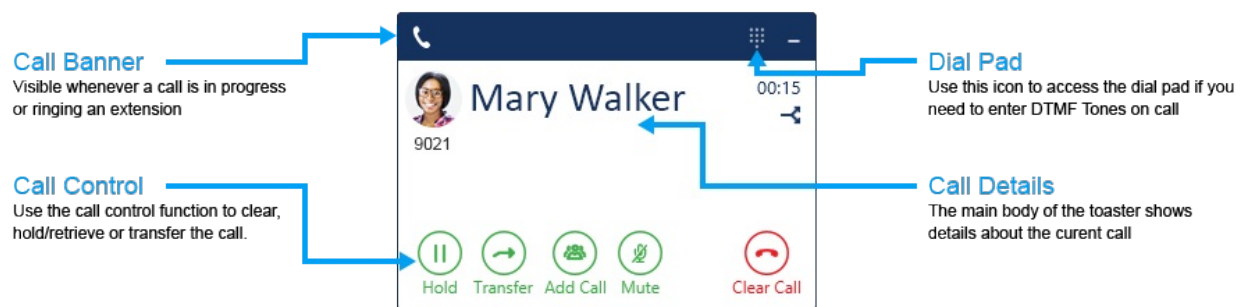 Call Banner
Visible whenever a call is in progress
or ringing an extension
Call Control
Use the call control function to clear,
hold/retrieve or transfer the call.
Mary Walker
00:15
9021
Hold
Transfer
Add Call
Mute
Clear Call
Dial Pad
Use this icon to access the dial pad if you
need to enter DTMF Tones on call
Call Details
The main body of the toaster shows
details about the curent call